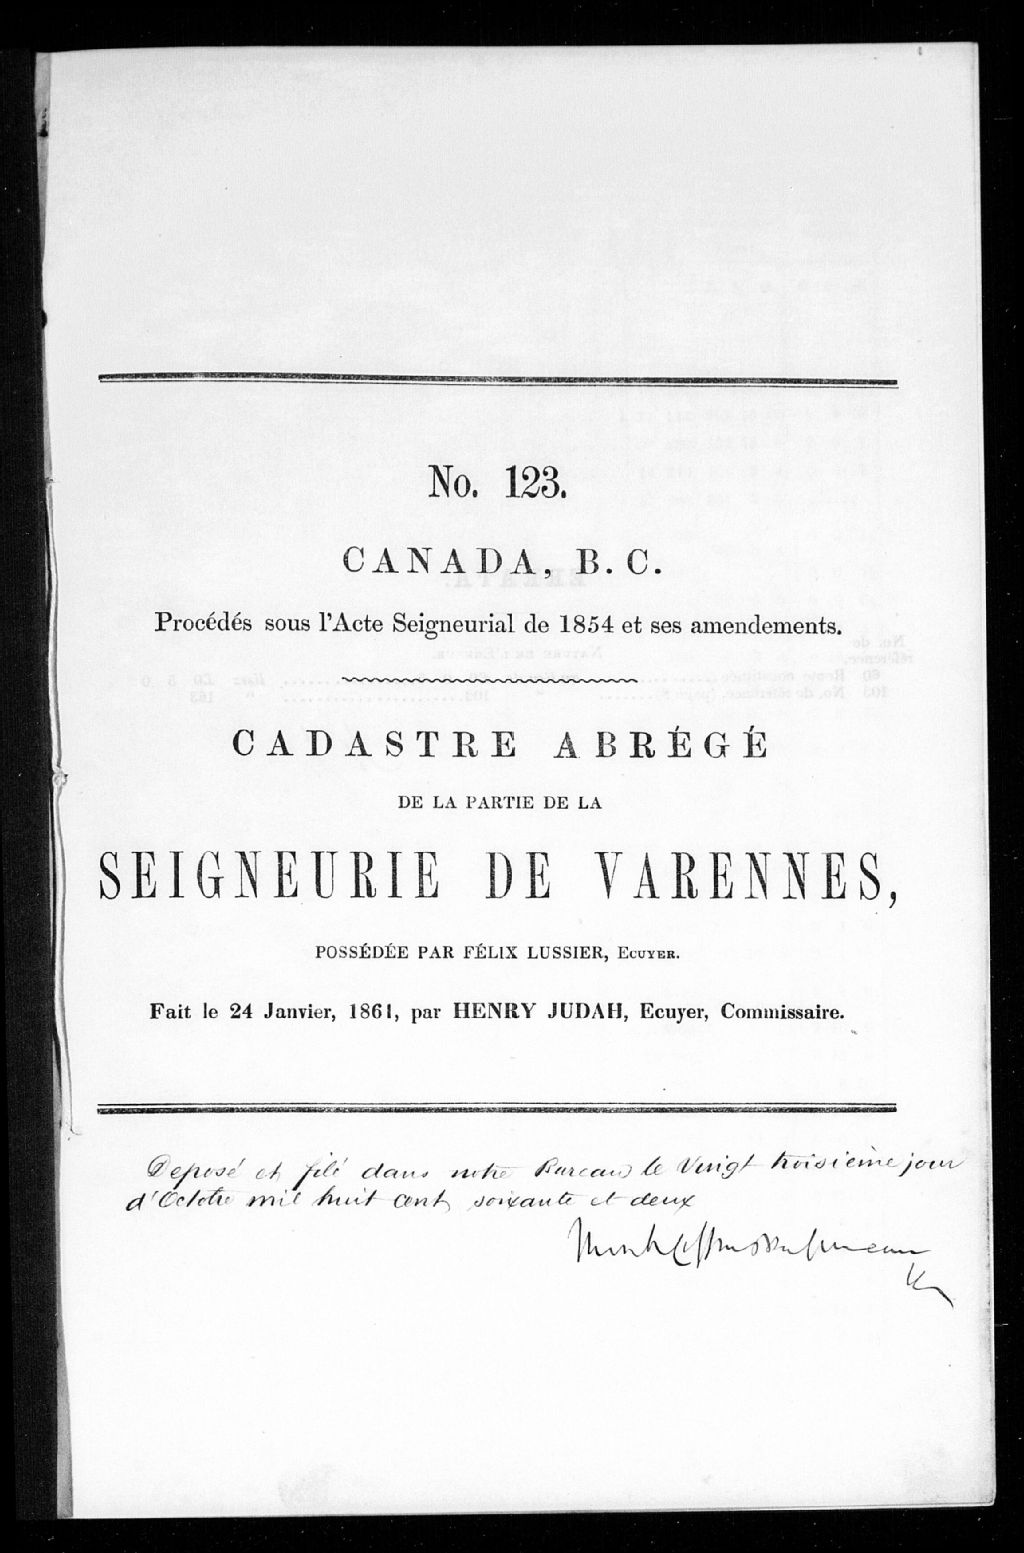 No. 123.
CANADA, B. C.
Procédés sous l'Acte Seigneurial de 1854 et ses amendements.
CADASTRE ABRÉGÉ
DE LA PARTIE DE LA
SEIGNEURIE DE VARENNES,
POSSÉDÉE PAR FÉLIX LUSSIER, ECUYER.
Fait le 24 Janvier, 1861, par HENRY JUDAH, Ecuyer, Commissaire.
Deposé et filé dans notre Bureau le Vingt troisième jour
d'Octobre mil huit cent soixante et deux